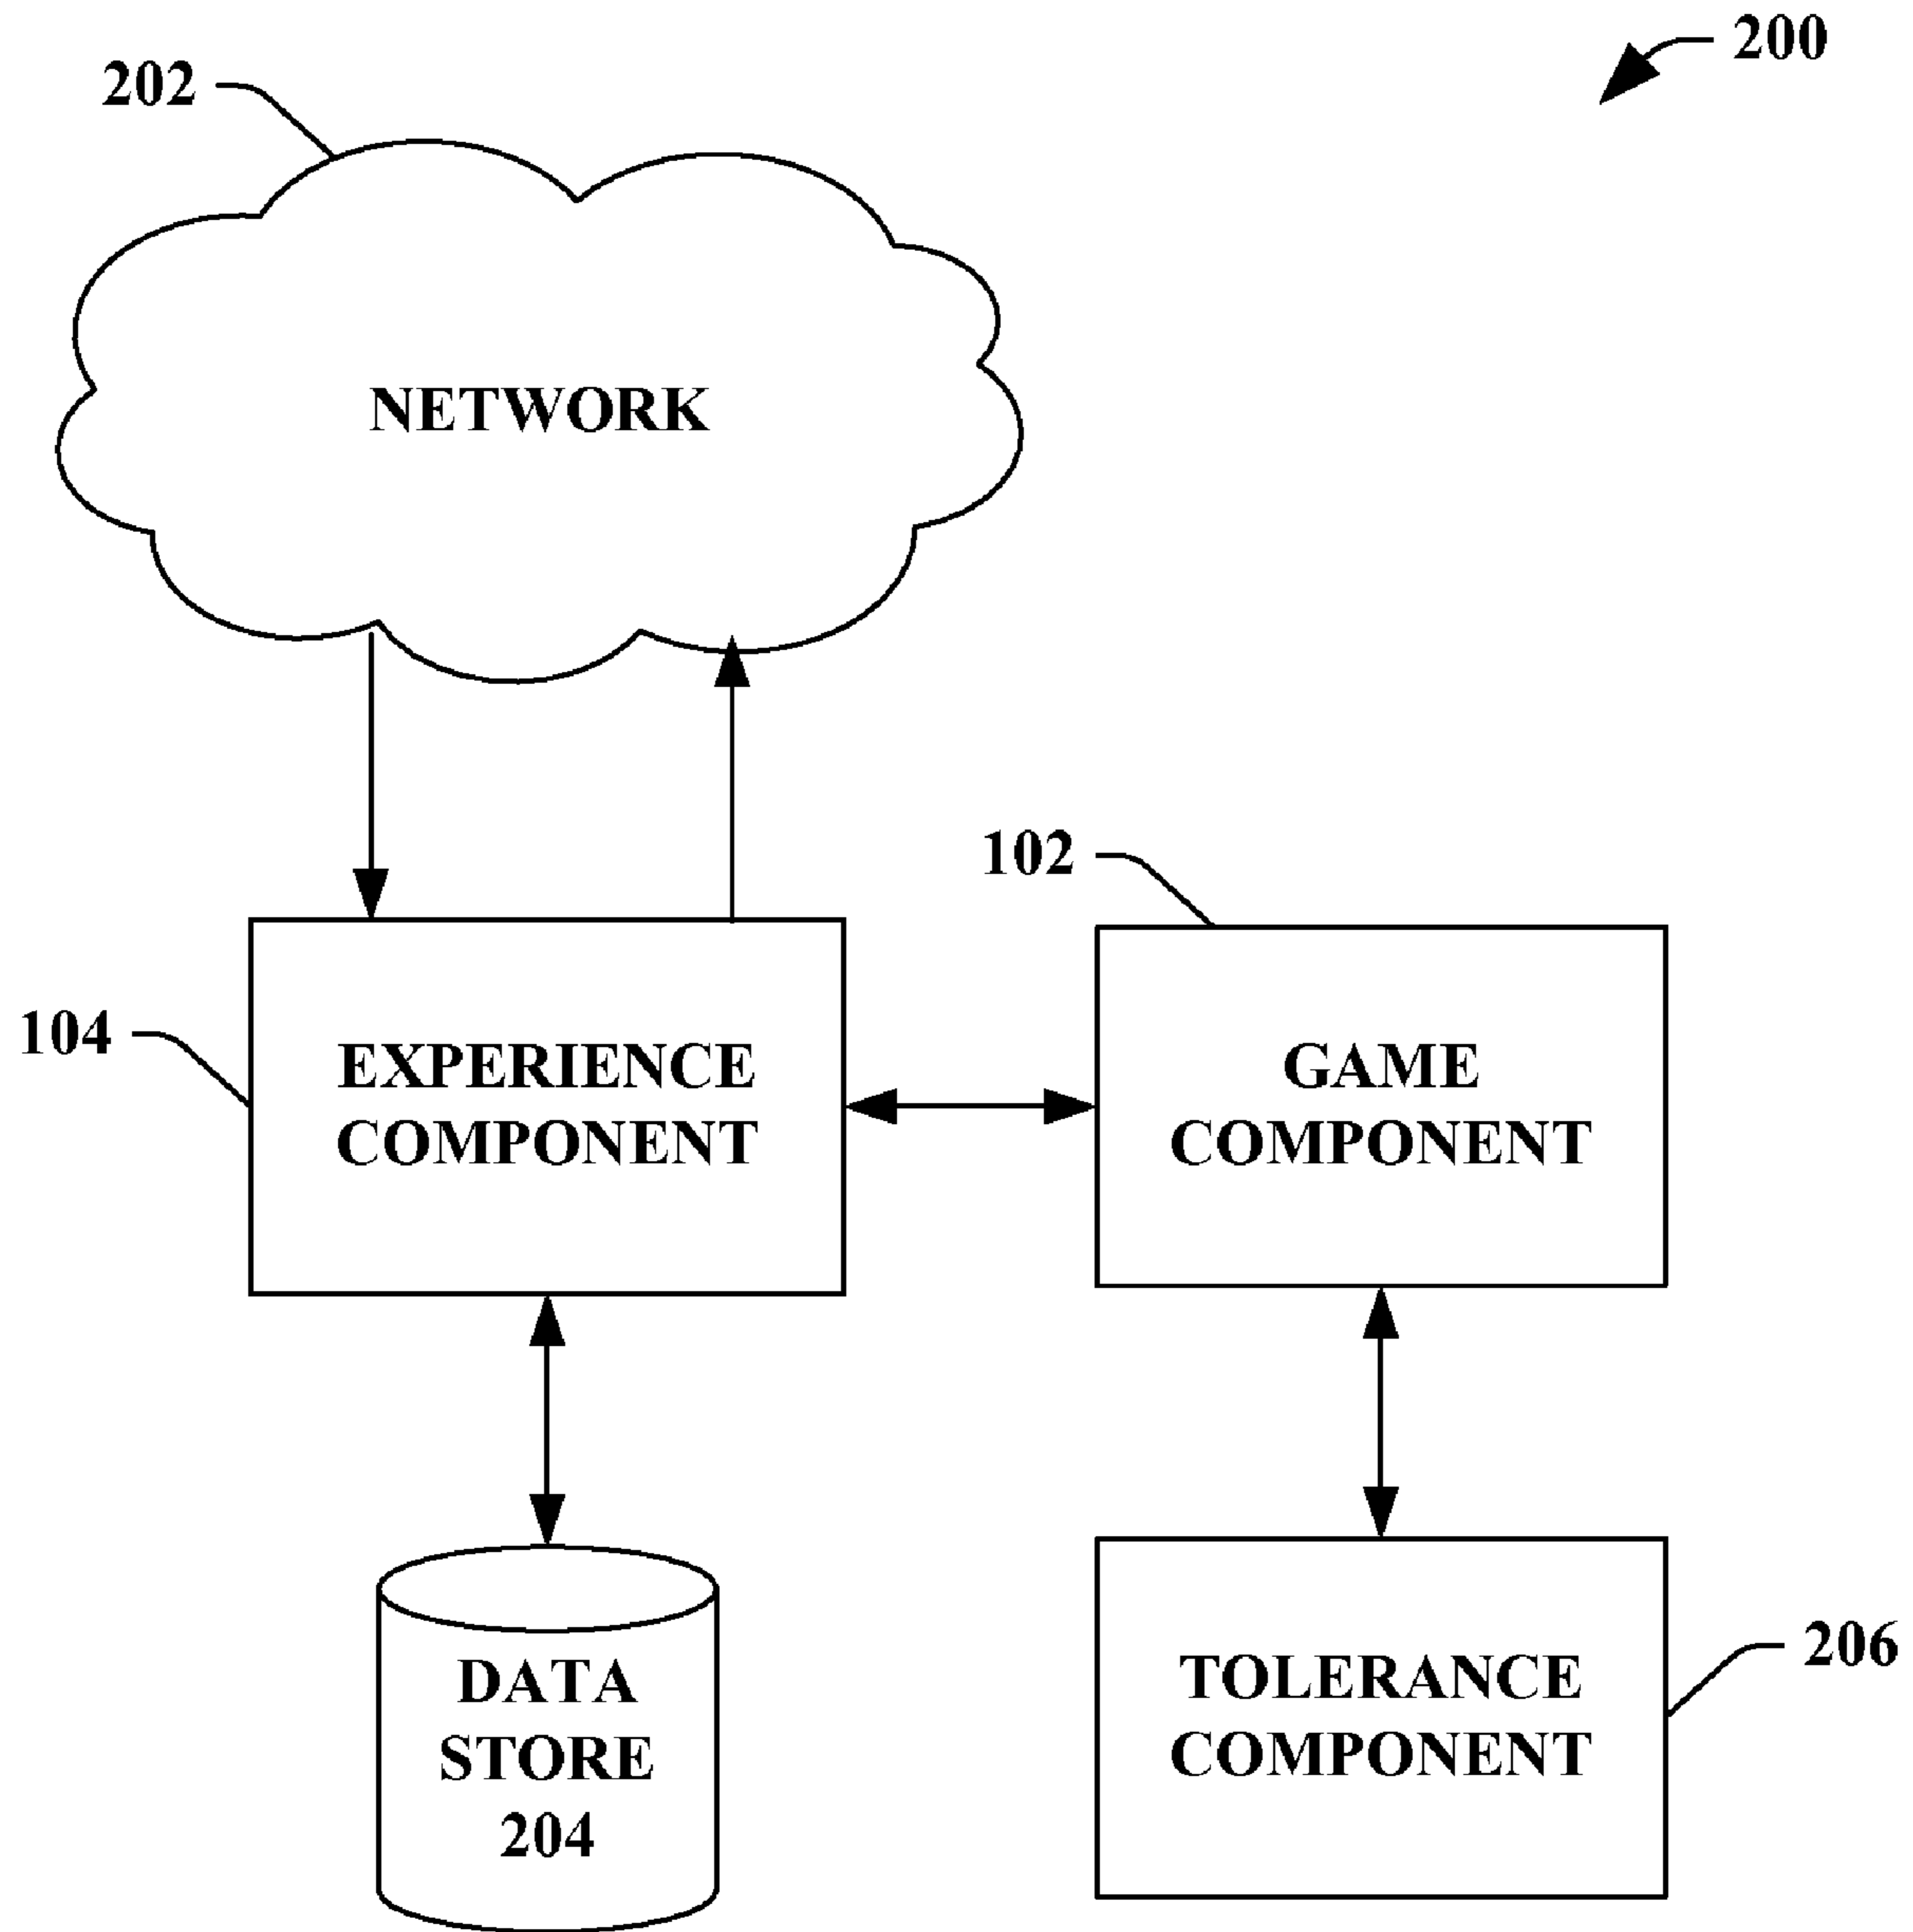 200
202
NETWORK
102
104
EXPERIENCE
COMPONENT
GAME
COMPONENT
206
DATA
STORE
204
TOLERANCE
COMPONENT